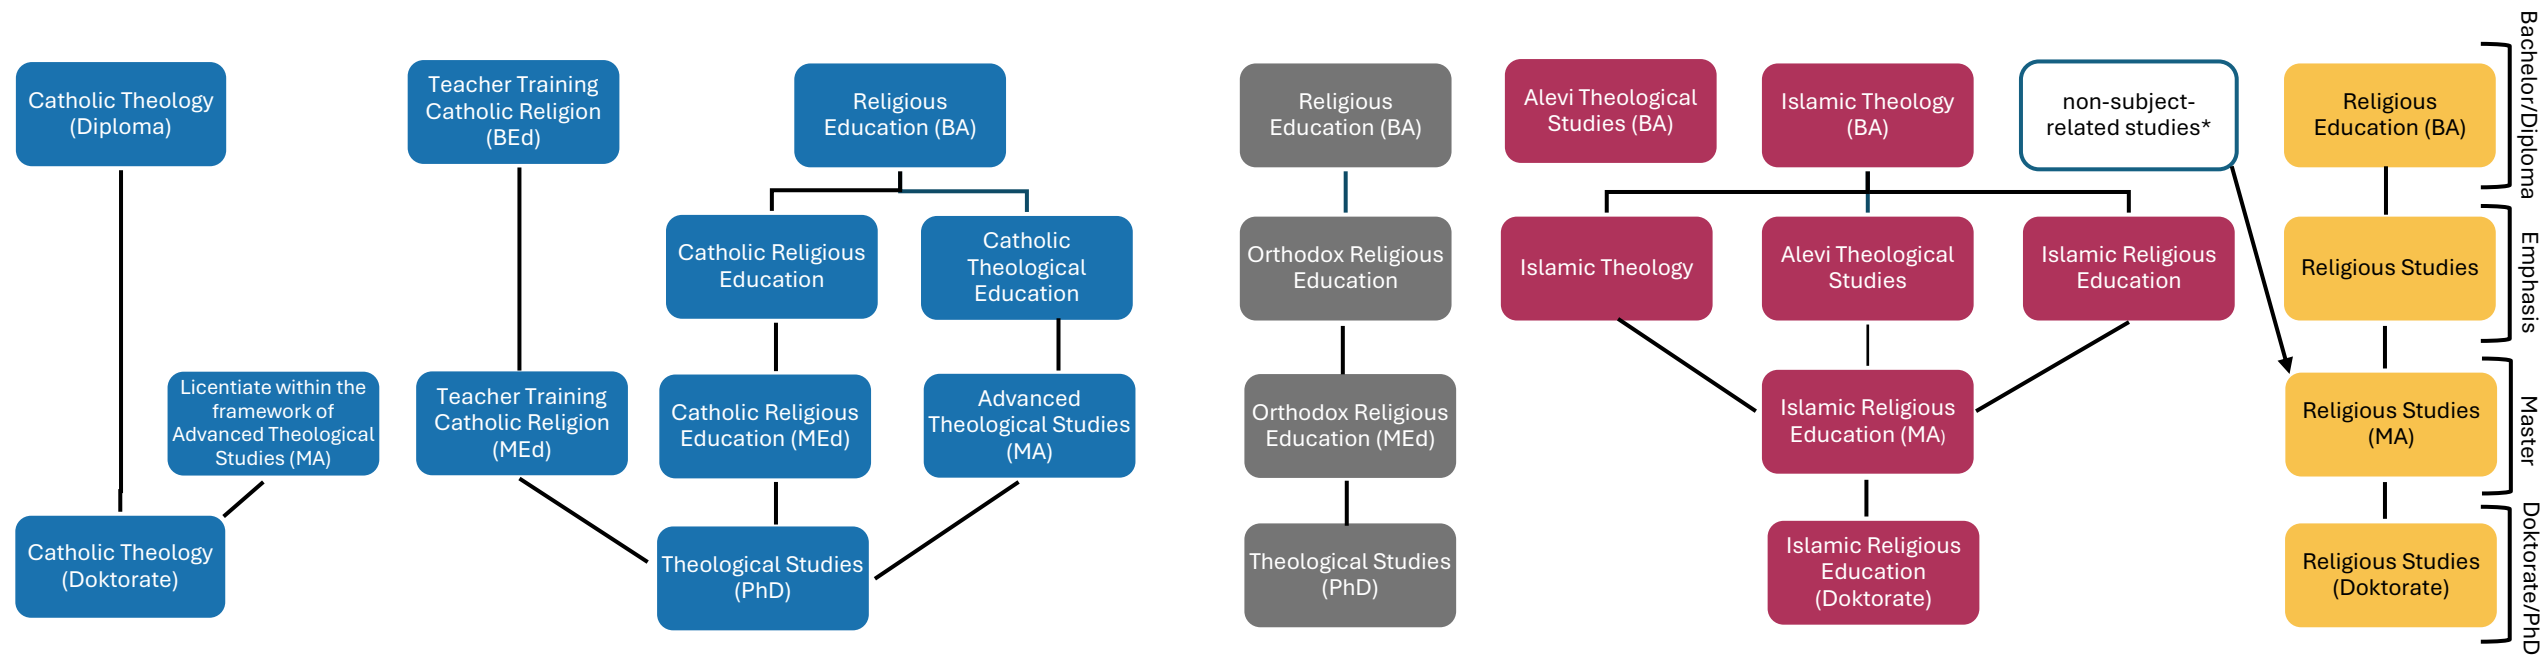 Catholic Theology
(Diploma)
Teacher Training
Catholic Religion
(BEd)
Religious
Education (BA)
Religious
Education (BA)
Alevi Theological
Studies (BA)
Islamic Theology
(BA)
non-subject-
related studies*
Religious
Education (BA)
Bachelor/Diploma
Catholic Religious
Education
Catholic
Theological
Education
Orthodox Religious
Education
Islamic Theology
Alevi Theological
Studies
Islamic Religious
Education
Religious Studies
Emphasis
Licentiate within the
framework of
Advanced Theological
Studies (MA)
Teacher Training
Catholic Religion
(MEd)
Catholic Religious
Education (MEd)
Advanced
Theological Studies
(MA)
Orthodox Religious
Education (MEd)
Islamic Religious
Education (MA)
Religious Studies
(MA)
Master
Catholic Theology
(Doktorate)
Theological Studies
(PhD)
Theological Studies
(PhD)
Islamic Religious
Education
(Doktorate)
Religious Studies
(Doktorate)
Doktorate/PhD